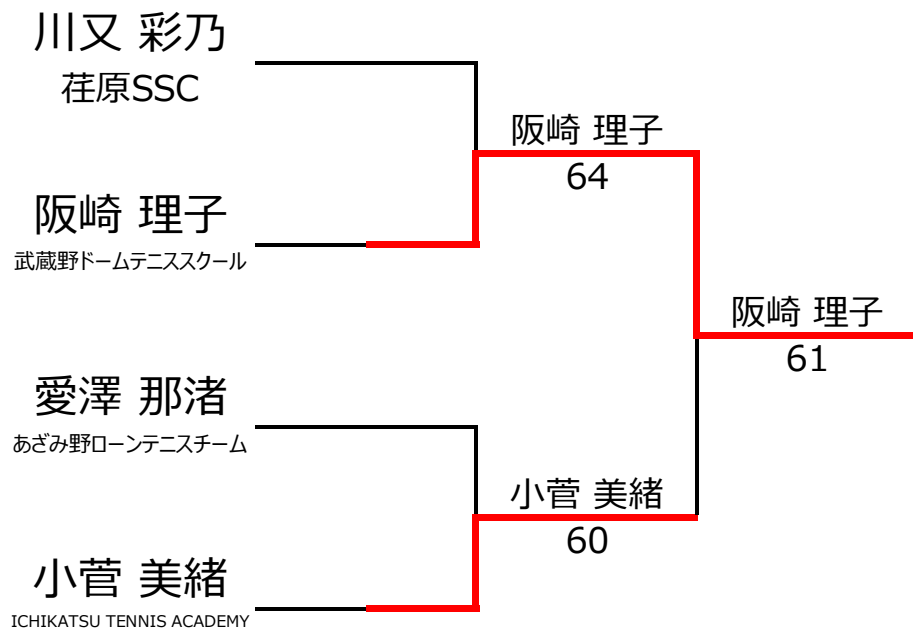 川又 彩乃
荏原SSC
阪崎 理子
64
阪崎 理子
武蔵野ドームテニススクール
阪崎 理子
61
愛澤 那渚
あざみ野ローンテニスチーム
小菅 美緒
60
小菅 美緒
ICHIKATSU TENNIS ACADEMY